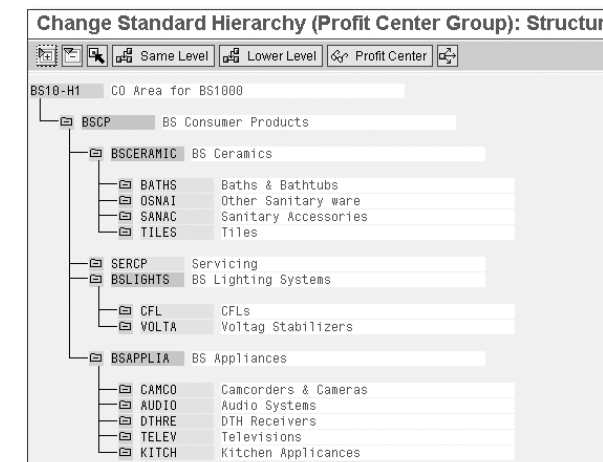 Change Standard Hierarchy (Profit Center Group): Structur
Same Level Lower Level Profit Center
BS10-H1 CO Area for BS1000
BSCP BS Consumer Products
BSCERAMIC BS Ceramics
BATHS Baths & Bathtubs
OSNAI Other Sanitary ware
SANAC Sanitary Accessories
TILES Tiles
SERCP Servicing
BSLIGHTS BS Lighting Systems
CFL CFLs
VOLTA Voltag Stabilizers
BSAPPLIA BS Appliances
CAMCO Camcorders & Cameras
AUDIO Audio Systems
DTHRE DTH Receivers
TELEV Televisions
KITCH Kitchen Applicances